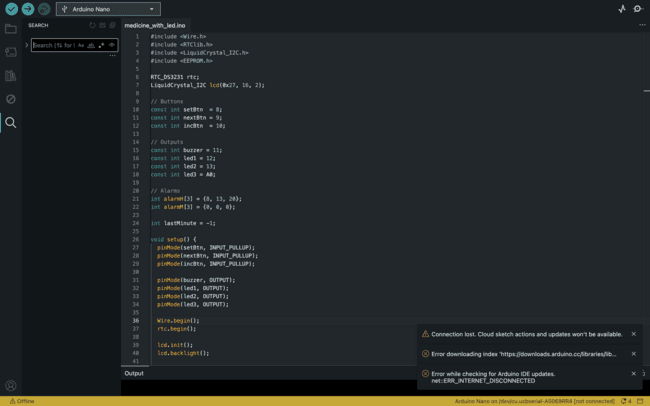 Arduino Nano
SEARCH
medicine_with_led.ino
Search (⇅ for
Aa
1 #include <Wire.h>
2 #include <RTClib.h>
3 #include <LiquidCrystal_I2C.h>
4 #include <EEPROM.h>
5
6 RTC_DS3231 rtc;
7 LiquidCrystal_I2C lcd(0x27, 16, 2);
8
9 // Buttons
10 const int setBtn  = 8;
11 const int nextBtn = 9;
12 const int incBtn  = 10;
13
14 // Outputs
15 const int buzzer = 11;
16 const int led1 = 12;
17 const int led2 = 13;
18 const int led3 = A0;
19
20 // Alarms
21 int alarmH[3] = {8, 13, 20};
22 int alarmM[3] = {0, 0, 0};
23
24 int lastMinute = -1;
25
26 void setup() {
27 pinMode(setBtn, INPUT_PULLUP);
28 pinMode(nextBtn, INPUT_PULLUP);
29 pinMode(incBtn, INPUT_PULLUP);
30
31 pinMode(buzzer, OUTPUT);
32 pinMode(led1, OUTPUT);
33 pinMode(led2, OUTPUT);
34 pinMode(led3, OUTPUT);
35
36 Wire.begin();
37 rtc.begin();
38
39 lcd.init();
40 lcd.backlight();
41
Connection lost. Cloud sketch actions and updates won't be available.
Error downloading index 'https://downloads.arduino.cc/libraries/lib...
Error while checking for Arduino IDE updates.
net::ERR_INTERNET_DISCONNECTED
Output
Offline
Arduino Nano on /dev/cu.usbserial-A50E9RR4 [not connected]
4